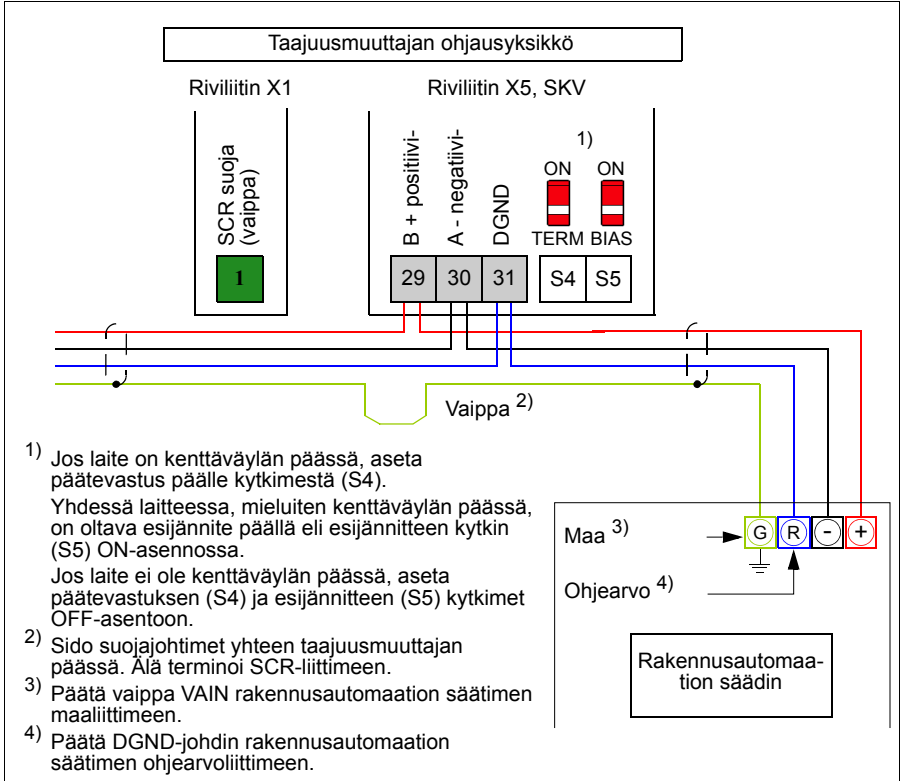 Taajuusmuuttajan ohjausyksikkö
Riviliitin X1
Riviliitin X5, SKV
SCR suoja
(vaippa)
B + positiivi-
A - negatiivi-
DGND
1)
ON
ON
TERM
BIAS
1
29
30
31
S4
S5
Vaippa 2)
1) Jos laite on kenttäväylän päässä, aseta
päätevastus päälle kytkimestä (S4).
Yhdessä laitteessa, mieluiten kenttäväylän päässä,
on oltava esijännite päällä eli esijännitteen kytkin
(S5) ON-asennossa.
Jos laite ei ole kenttäväylän päässä, aseta
päätevastuksen (S4) ja esijännitteen (S5) kytkimet
OFF-asentoon.
2) Sido suojajohtimet yhteen taajuusmuuttajan
päässä. Älä terminoi SCR-liittimeen.
3) Päätä vaippa VAIN rakennusautomaation säätimen
maaliittimeen.
4) Päätä DGND-johdin rakennusautomaation
säätimen ohjearvoliittimeen.
Maa 3)
G
R
-
+
Ohjearvo 4)
Rakennusautomaa-
tion säädin